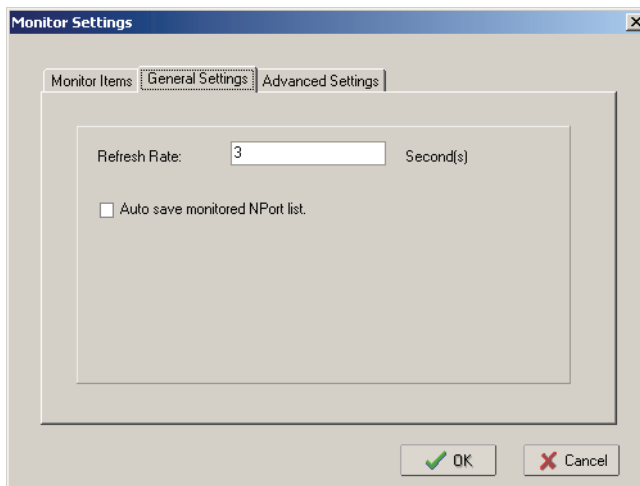 Monitor Settings
Monitor Items General Settings Advanced Settings
Refresh Rate: 3 Second(s)
Auto save monitored NPort list.
OK Cancel